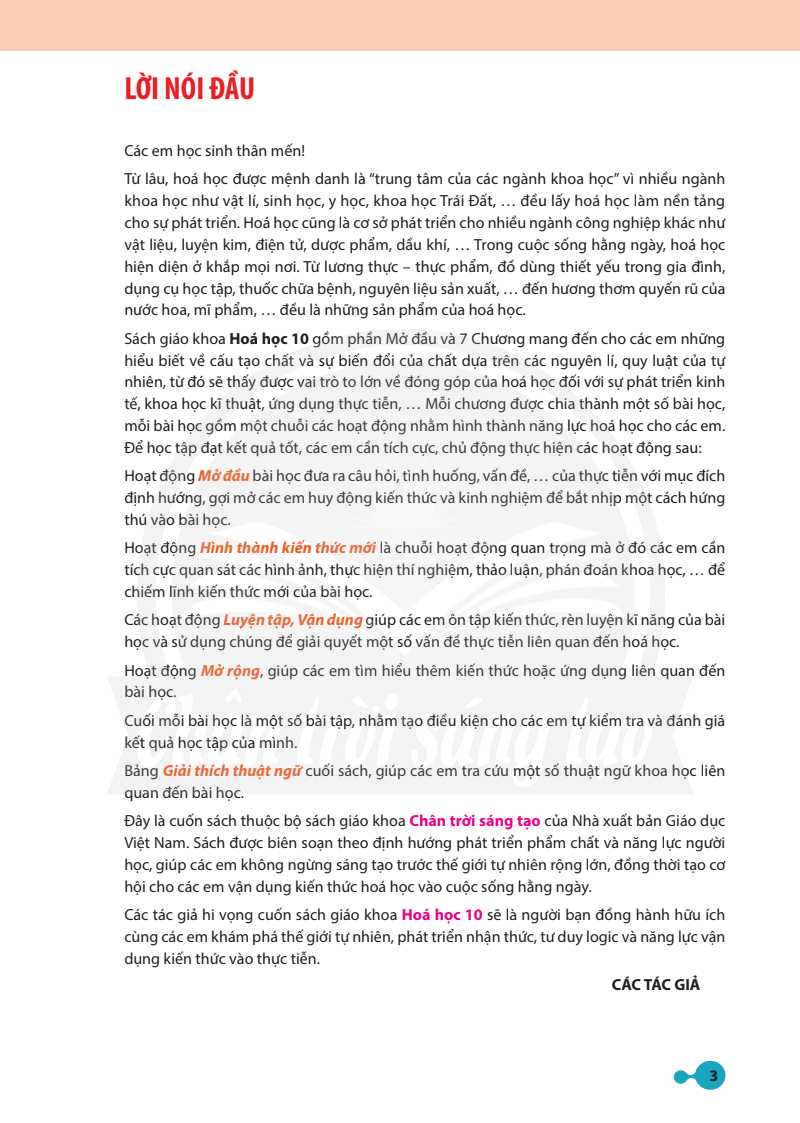 LỜI NÓI ĐẦU
Các em học sinh thân mến!
Từ lâu, hoá học được mệnh danh là “trung tâm của các ngành khoa học” vì nhiều ngành
khoa học như vật lí, sinh học, y học, khoa học Trái Đất, … đều lấy hoá học làm nền tảng
cho sự phát triển. Hoá học cũng là cơ sở phát triển cho nhiều ngành công nghiệp khác như
vật liệu, luyện kim, điện tử, dược phẩm, dầu khí, … Trong cuộc sống hằng ngày, hoá học
hiện diện ở khắp mọi nơi. Từ lương thực – thực phẩm, đồ dùng thiết yếu trong gia đình,
dụng cụ học tập, thuốc chữa bệnh, nguyên liệu sản xuất, … đến hương thơm quyến rũ của
nước hoa, mĩ phẩm, … đều là những sản phẩm của hoá học.
Sách giáo khoa Hoá học 10 gồm phần Mở đầu và 7 Chương mang đến cho các em những
hiểu biết về cấu tạo chất và sự biến đổi của chất dựa trên các nguyên lí, quy luật của tự
nhiên, từ đó sẽ thấy được vai trò to lớn về đóng góp của hoá học đối với sự phát triển kinh
tế, khoa học kĩ thuật, ứng dụng thực tiễn, … Mỗi chương được chia thành một số bài học,
mỗi bài học gồm một chuỗi các hoạt động nhằm hình thành năng lực hoá học cho các em.
Để học tập đạt kết quả tốt, các em cần tích cực, chủ động thực hiện các hoạt động sau:
Hoạt động Mở đầu bài học đưa ra câu hỏi, tình huống, vấn đề, … của thực tiễn với mục đích
định hướng, gợi mở các em huy động kiến thức và kinh nghiệm để bắt nhịp một cách hứng
thú vào bài học.
Hoạt động Hình thành kiến thức mới là chuỗi hoạt động quan trọng mà ở đó các em cần
tích cực quan sát các hình ảnh, thực hiện thí nghiệm, thảo luận, phán đoán khoa học, … để
chiếm lĩnh kiến thức mới của bài học.
Các hoạt động Luyện tập, Vận dụng giúp các em ôn tập kiến thức, rèn luyện kĩ năng của bài
học và sử dụng chúng để giải quyết một số vấn đề thực tiễn liên quan đến hoá học.
Hoạt động Mở rộng, giúp các em tìm hiểu thêm kiến thức hoặc ứng dụng liên quan đến
bài học.
Cuối mỗi bài học là một số bài tập, nhằm tạo điều kiện cho các em tự kiểm tra và đánh giá
kết quả học tập của mình.
Bảng Giải thích thuật ngữ cuối sách, giúp các em tra cứu một số thuật ngữ khoa học liên
quan đến bài học.
Đây là cuốn sách thuộc bộ sách giáo khoa Chân trời sáng tạo của Nhà xuất bản Giáo dục
Việt Nam. Sách được biên soạn theo định hướng phát triển phẩm chất và năng lực người
học, giúp các em không ngừng sáng tạo trước thế giới tự nhiên rộng lớn, đồng thời tạo cơ
hội cho các em vận dụng kiến thức hoá học vào cuộc sống hằng ngày.
Các tác giả hi vọng cuốn sách giáo khoa Hoá học 10 sẽ là người bạn đồng hành hữu ích
cùng các em khám phá thế giới tự nhiên, phát triển nhận thức, tư duy logic và năng lực vận
dụng kiến thức vào thực tiễn.
CÁC TÁC GIẢ
Chân trời sáng tạo
3